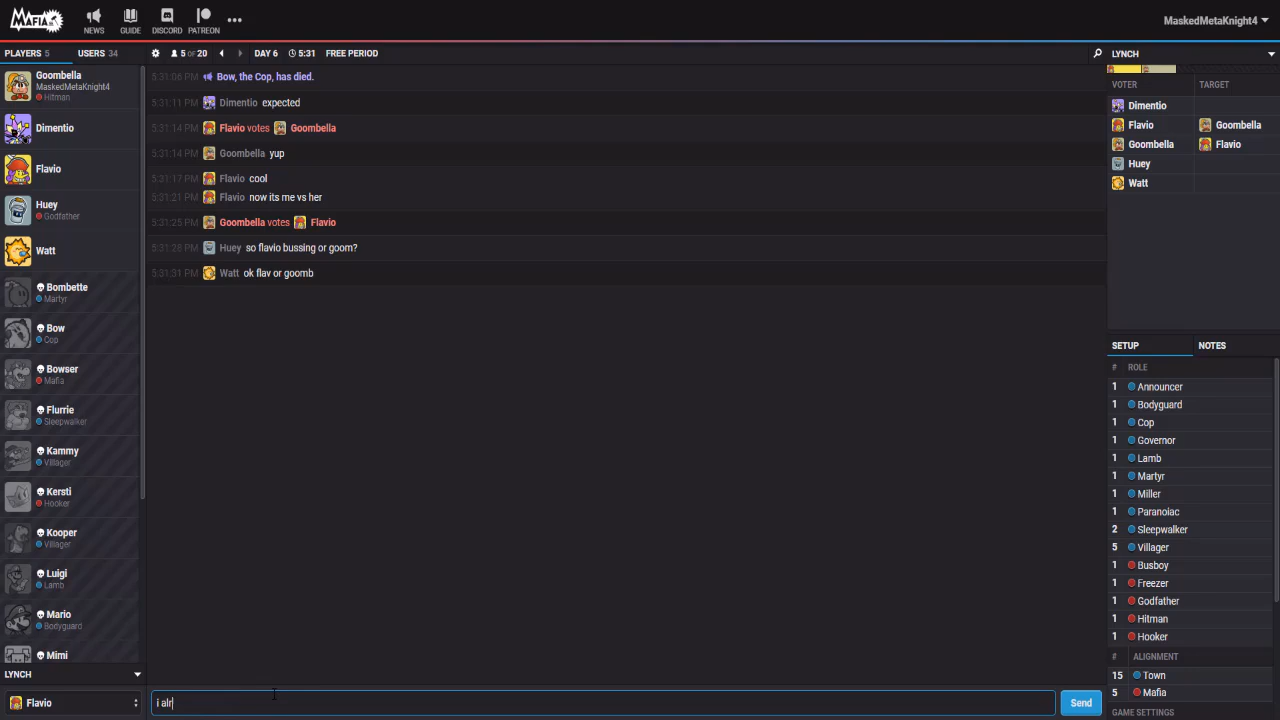 MAFIA.GG
NEWS
GUIDE
DISCORD
PATREON
MaskedMetaKnight4
PLAYERS 5
USERS 34
5 OF 20
DAY 6
5:31
FREE PERIOD
LYNCH
Goombella
MaskedMetaKnight4
Hitman
Dimentio
Flavio
Huey
Godfather
Watt
Bombette
Martyr
Bow
Cop
Bowser
Mafia
Flurrie
Sleepwalker
Kammy
Villager
Kersti
Hooker
Kooper
Villager
Luigi
Lamb
Mario
Bodyguard
Mimi
LYNCH
Flavio
5:31:06 PM Bow, the Cop, has died.
5:31:11 PM Dimentio expected
5:31:14 PM Flavio votes Goombella
5:31:14 PM Goombella yup
5:31:17 PM Flavio cool
5:31:21 PM Flavio now its me vs her
5:31:25 PM Goombella votes Flavio
5:31:28 PM Huey so flavio bussing or goom?
5:31:31 PM Watt ok flav or goomb
i alr
Send
VOTER TARGET
Dimentio
Flavio Goombella
Goombella Flavio
Huey
Watt
SETUP NOTES
# ROLE
1 Announcer
1 Bodyguard
1 Cop
1 Governor
1 Lamb
1 Martyr
1 Miller
1 Paranoiac
2 Sleepwalker
5 Villager
1 Busboy
1 Freezer
1 Godfather
1 Hitman
1 Hooker
# ALIGNMENT
15 Town
5 Mafia
GAME SETTINGS